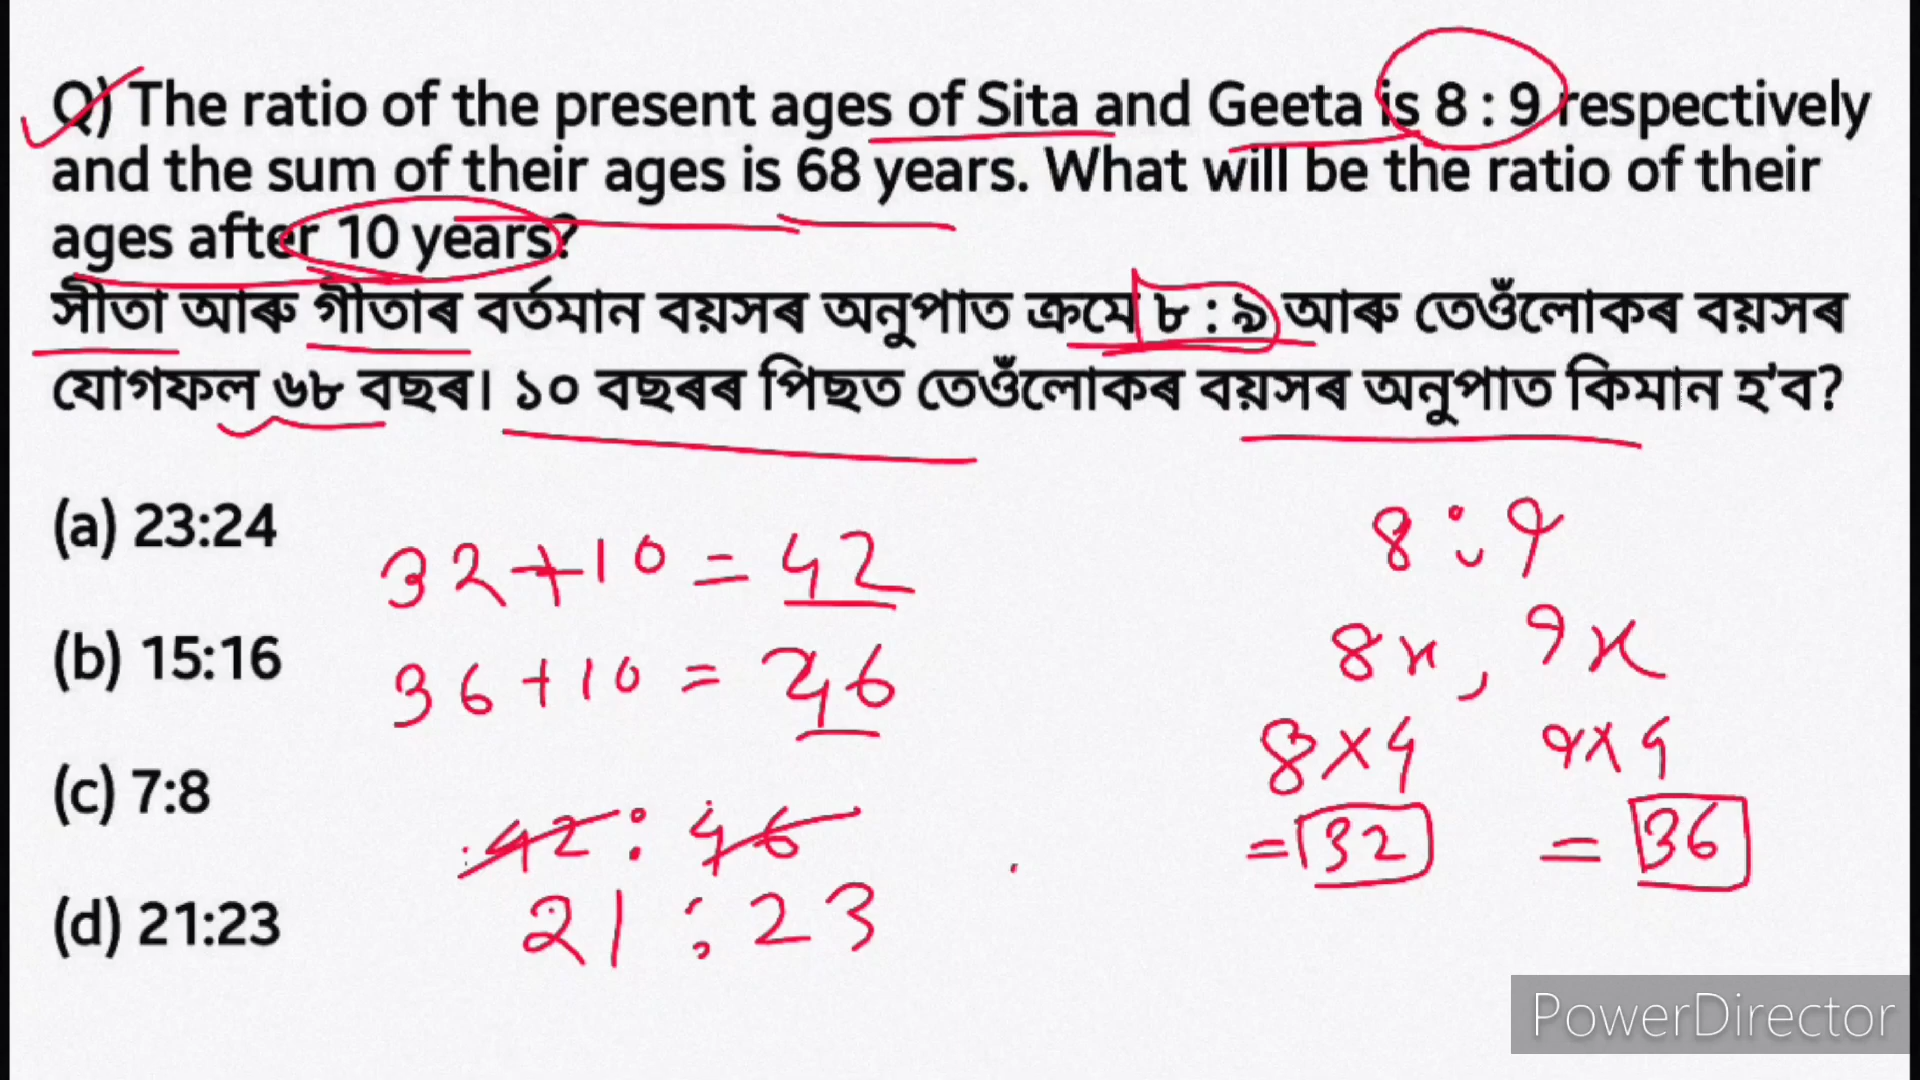 Q) The ratio of the present ages of Sita and Geeta is 8 : 9 respectively
and the sum of their ages is 68 years. What will be the ratio of their
ages after 10 years?
সীতা আৰু গীতাৰ বৰ্তমান বয়সৰ অনুপাত ক্ৰমে ৮ : ৯ আৰু তেওঁলোকৰ বয়সৰ
যোগফল ৬৮ বছৰ। ১০ বছৰৰ পিছত তেওঁলোকৰ বয়সৰ অনুপাত কিমান হ'ব?
(a) 23:24
(b) 15:16
(c) 7:8
(d) 21:23
32+10 = 42
36+10 = 46
42 : 46
21 : 23
8 : 9
8x, 9x
8×4 9×4
= 32 = 36
PowerDirector